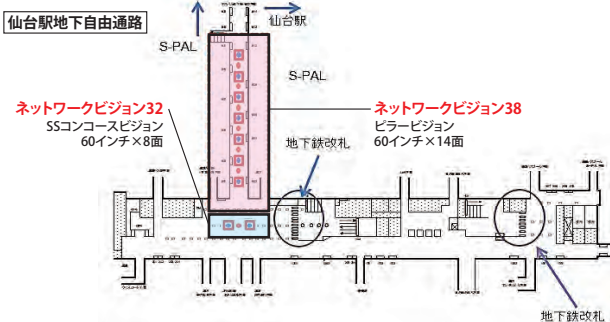 仙台駅地下自由通路
仙台駅
S-PAL
S-PAL
ネットワークビジョン32
SSコンコースビジョン
60インチ×8面
ネットワークビジョン38
ピラービジョン
60インチ×14面
地下鉄改札
地下鉄改札